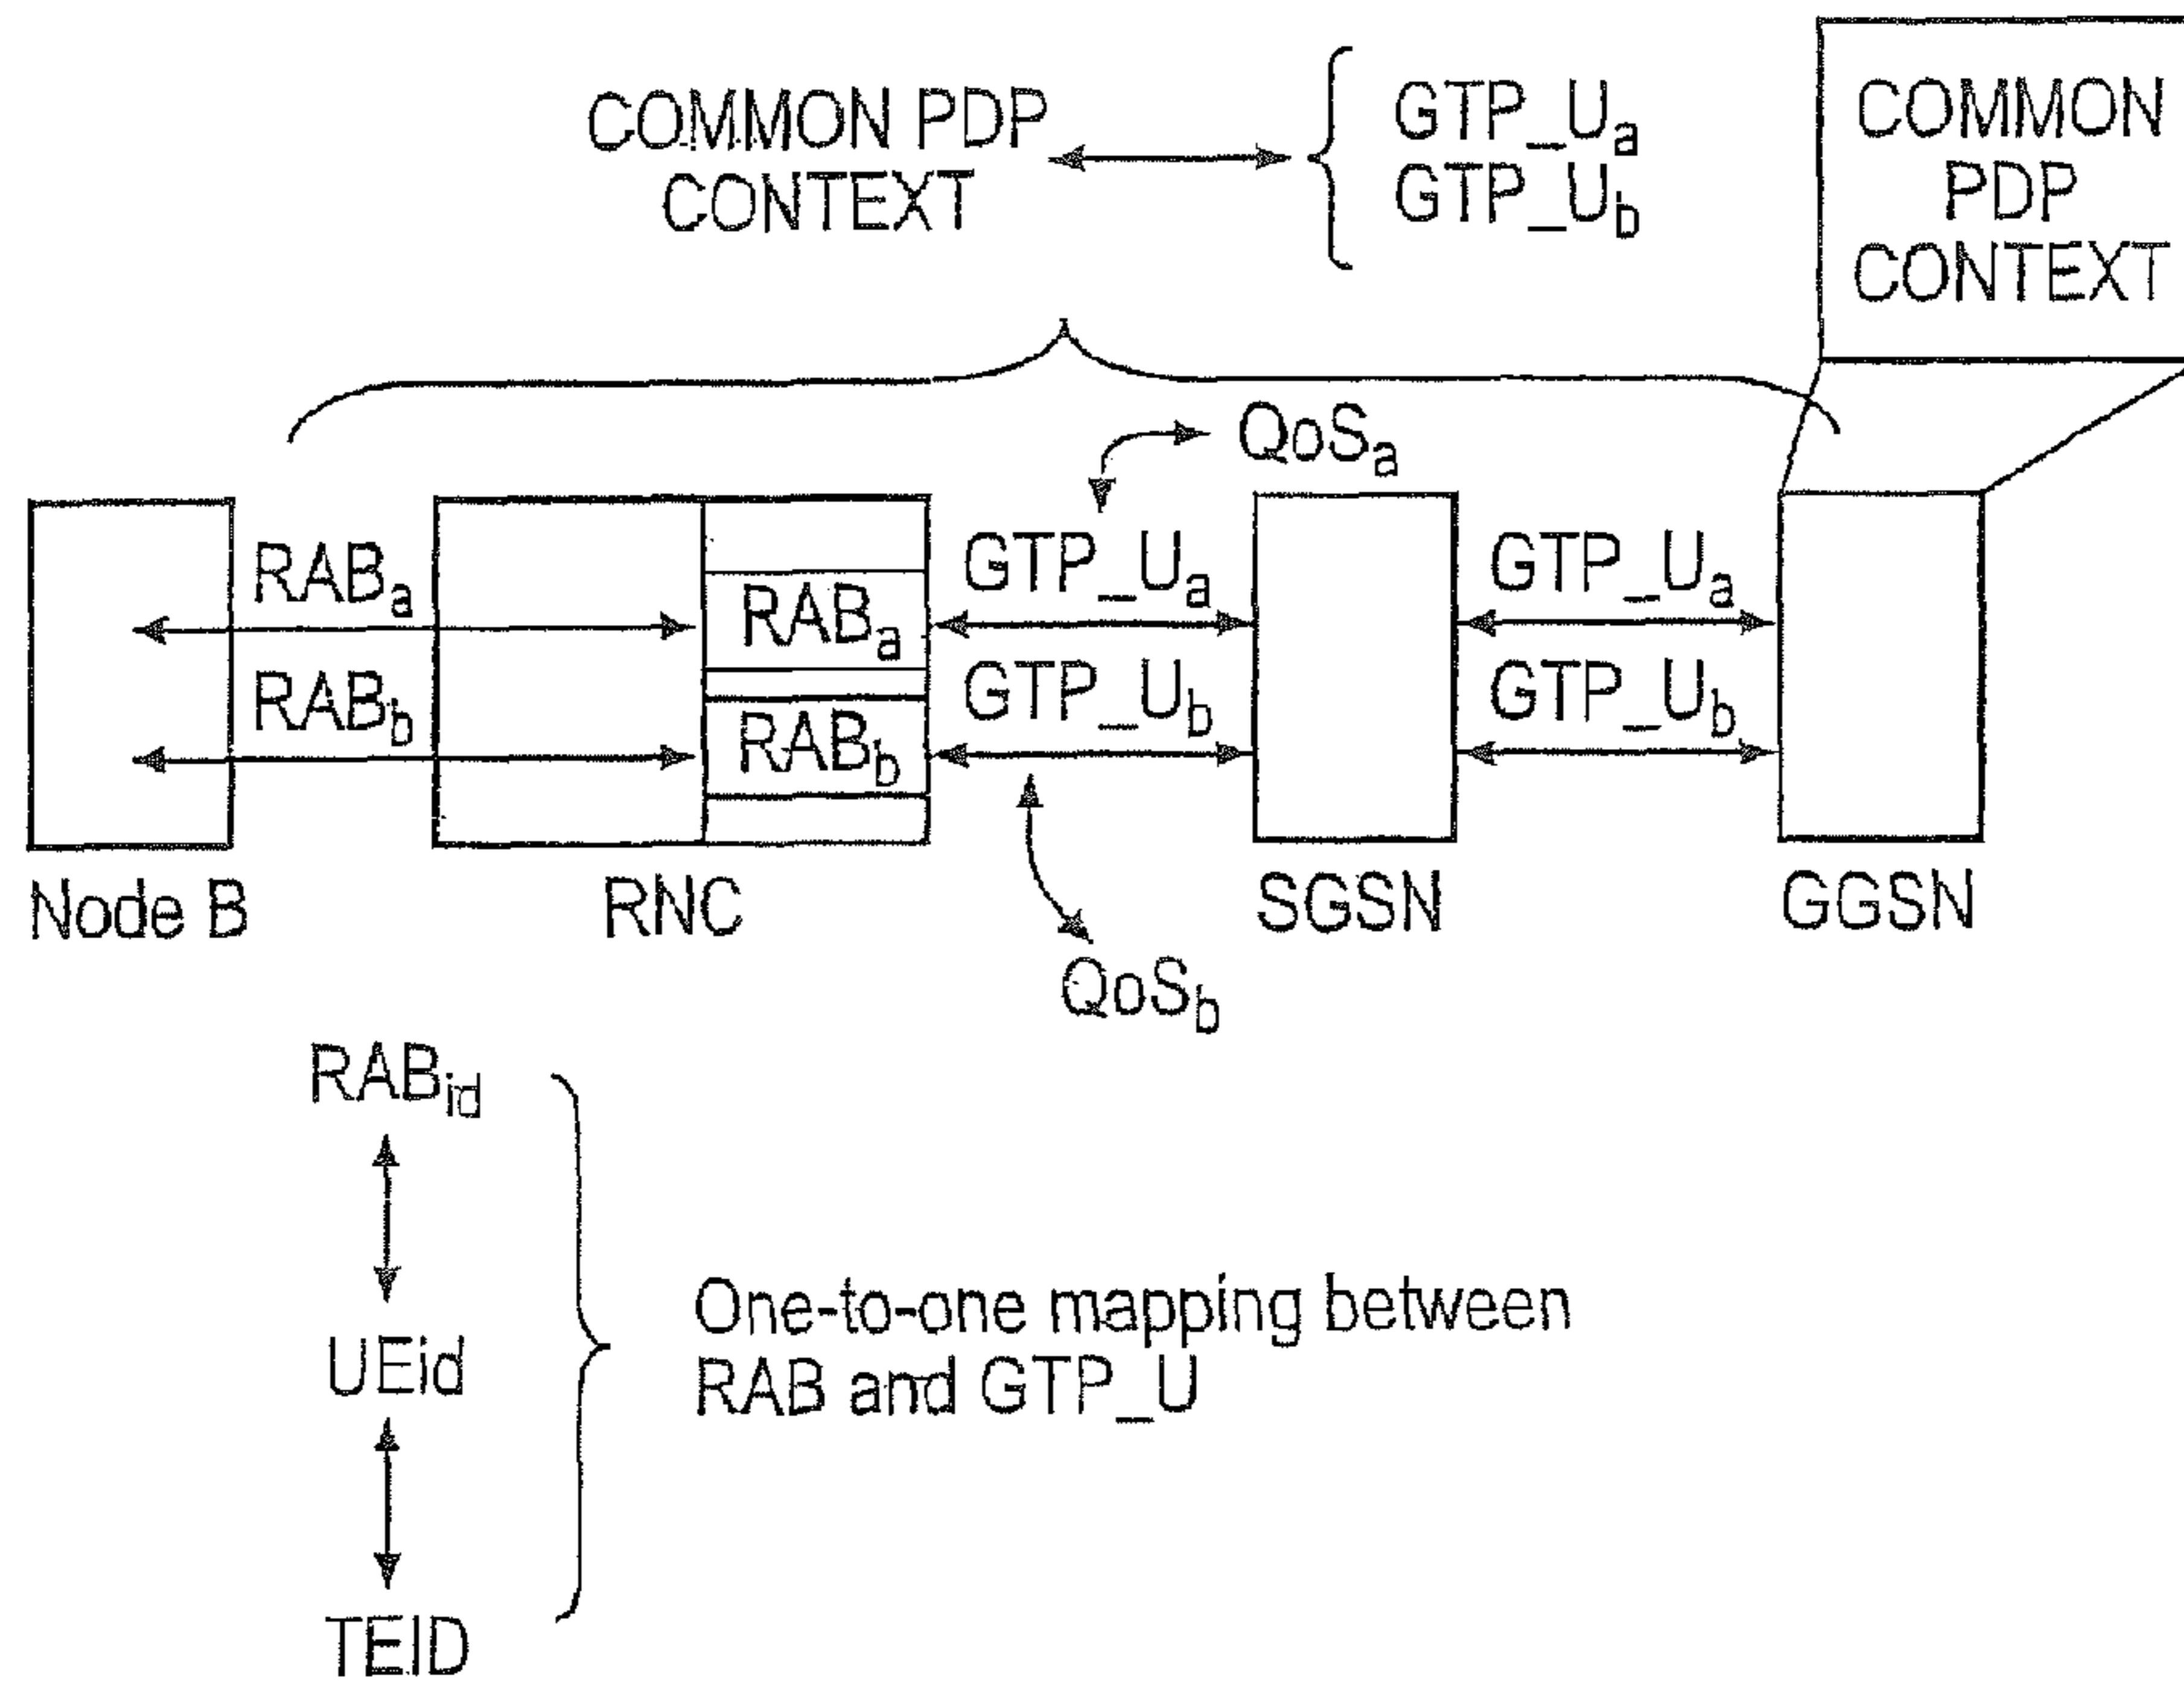 COMMON PDP
CONTEXT
GTP_Ua
GTP_Ub
COMMON
PDP
CONTEXT
QoSa
RABa
RABb
RABa
RABb
GTP_Ua
GTP_Ub
GTP_Ua
GTP_Ub
Node B
RNC
SGSN
GGSN
QoSb
RABid
UEid
TEID
One-to-one mapping between
RAB and GTP_U